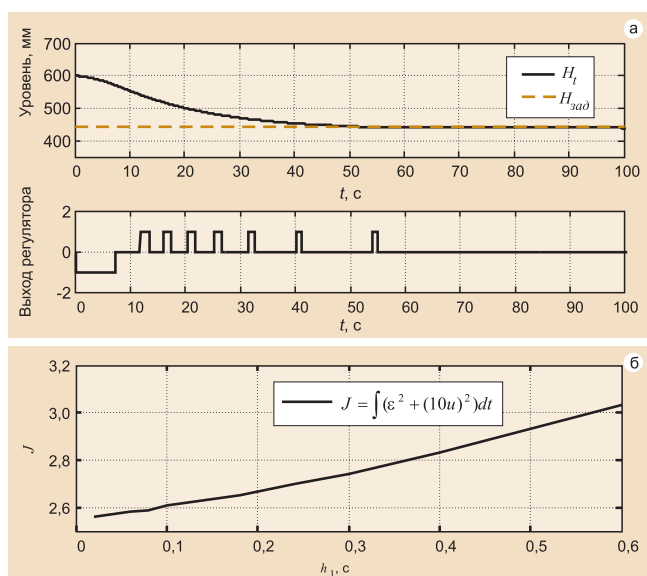 а
Уровень, мм
700
600
500
400
H_t
H_зад
0 10 20 30 40 50 60 70 80 90 100
t, с
Выход регулятора
2
0
-2
0 10 20 30 40 50 60 70 80 90 100
t, с
б
J
3,2
3,0
2,8
2,6
J = ∫(ε² + (10u)²)dt
0 0,1 0,2 0,3 0,4 0,5 0,6
h₁, с